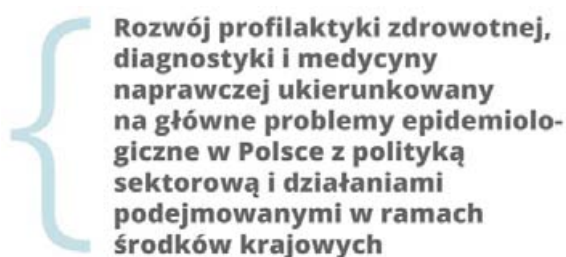 Rozwój profilaktyki zdrowotnej,
diagnostyki i medycyny
naprawczej ukierunkowany
na główne problemy epidemiolo-
giczne w Polsce z polityką
sektorową i działaniami
podejmowanymi w ramach
środków krajowych